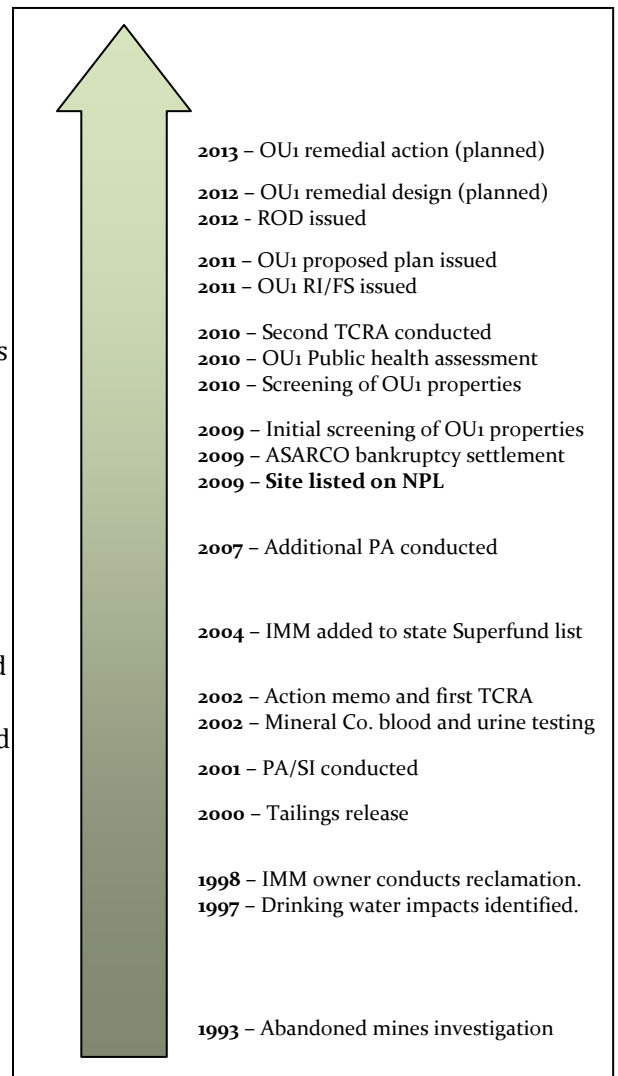 2013 – OU1 remedial action (planned)
2012 – OU1 remedial design (planned)
2012 - ROD issued
2011 – OU1 proposed plan issued
2011 – OU1 RI/FS issued
2010 – Second TCRA conducted
2010 – OU1 Public health assessment
2010 – Screening of OU1 properties
2009 – Initial screening of OU1 properties
2009 – ASARCO bankruptcy settlement
2009 – Site listed on NPL
2007 – Additional PA conducted
2004 – IMM added to state Superfund list
2002 – Action memo and first TCRA
2002 – Mineral Co. blood and urine testing
2001 – PA/SI conducted
2000 – Tailings release
1998 – IMM owner conducts reclamation.
1997 – Drinking water impacts identified.
1993 – Abandoned mines investigation